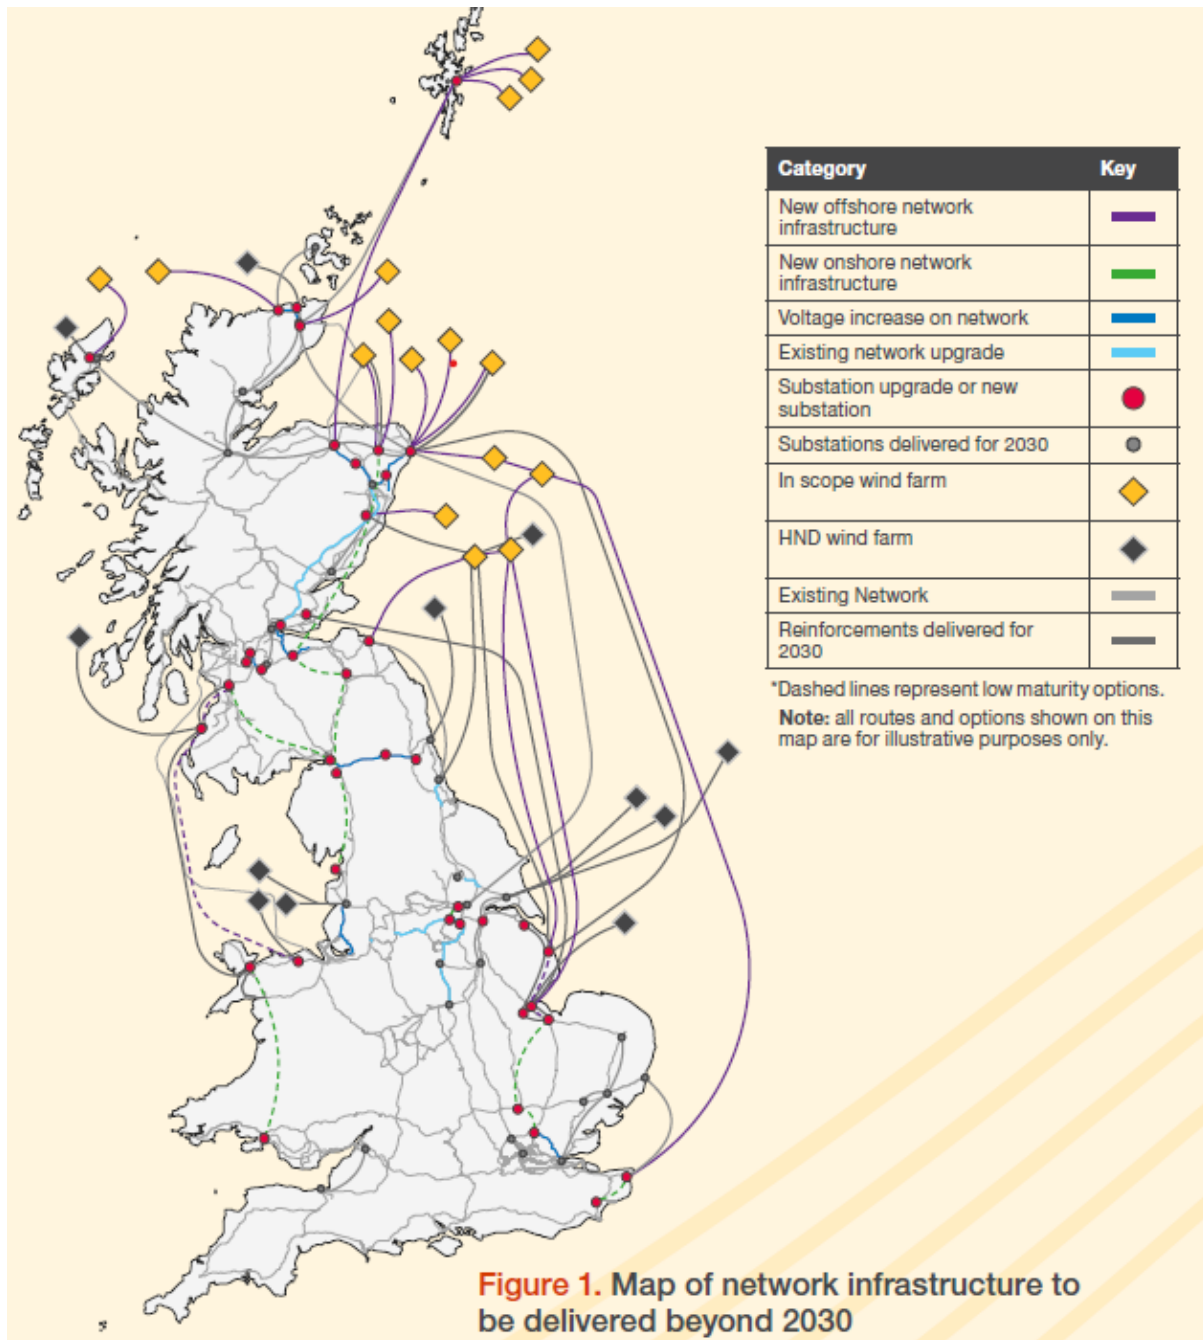 Category Key
New offshore network
infrastructure
New onshore network
infrastructure
Voltage increase on network
Existing network upgrade
Substation upgrade or new
substation
Substations delivered for 2030
In scope wind farm
HND wind farm
Existing Network
Reinforcements delivered for
2030
*Dashed lines represent low maturity options.
Note: all routes and options shown on this
map are for illustrative purposes only.
Figure 1. Map of network infrastructure to
be delivered beyond 2030